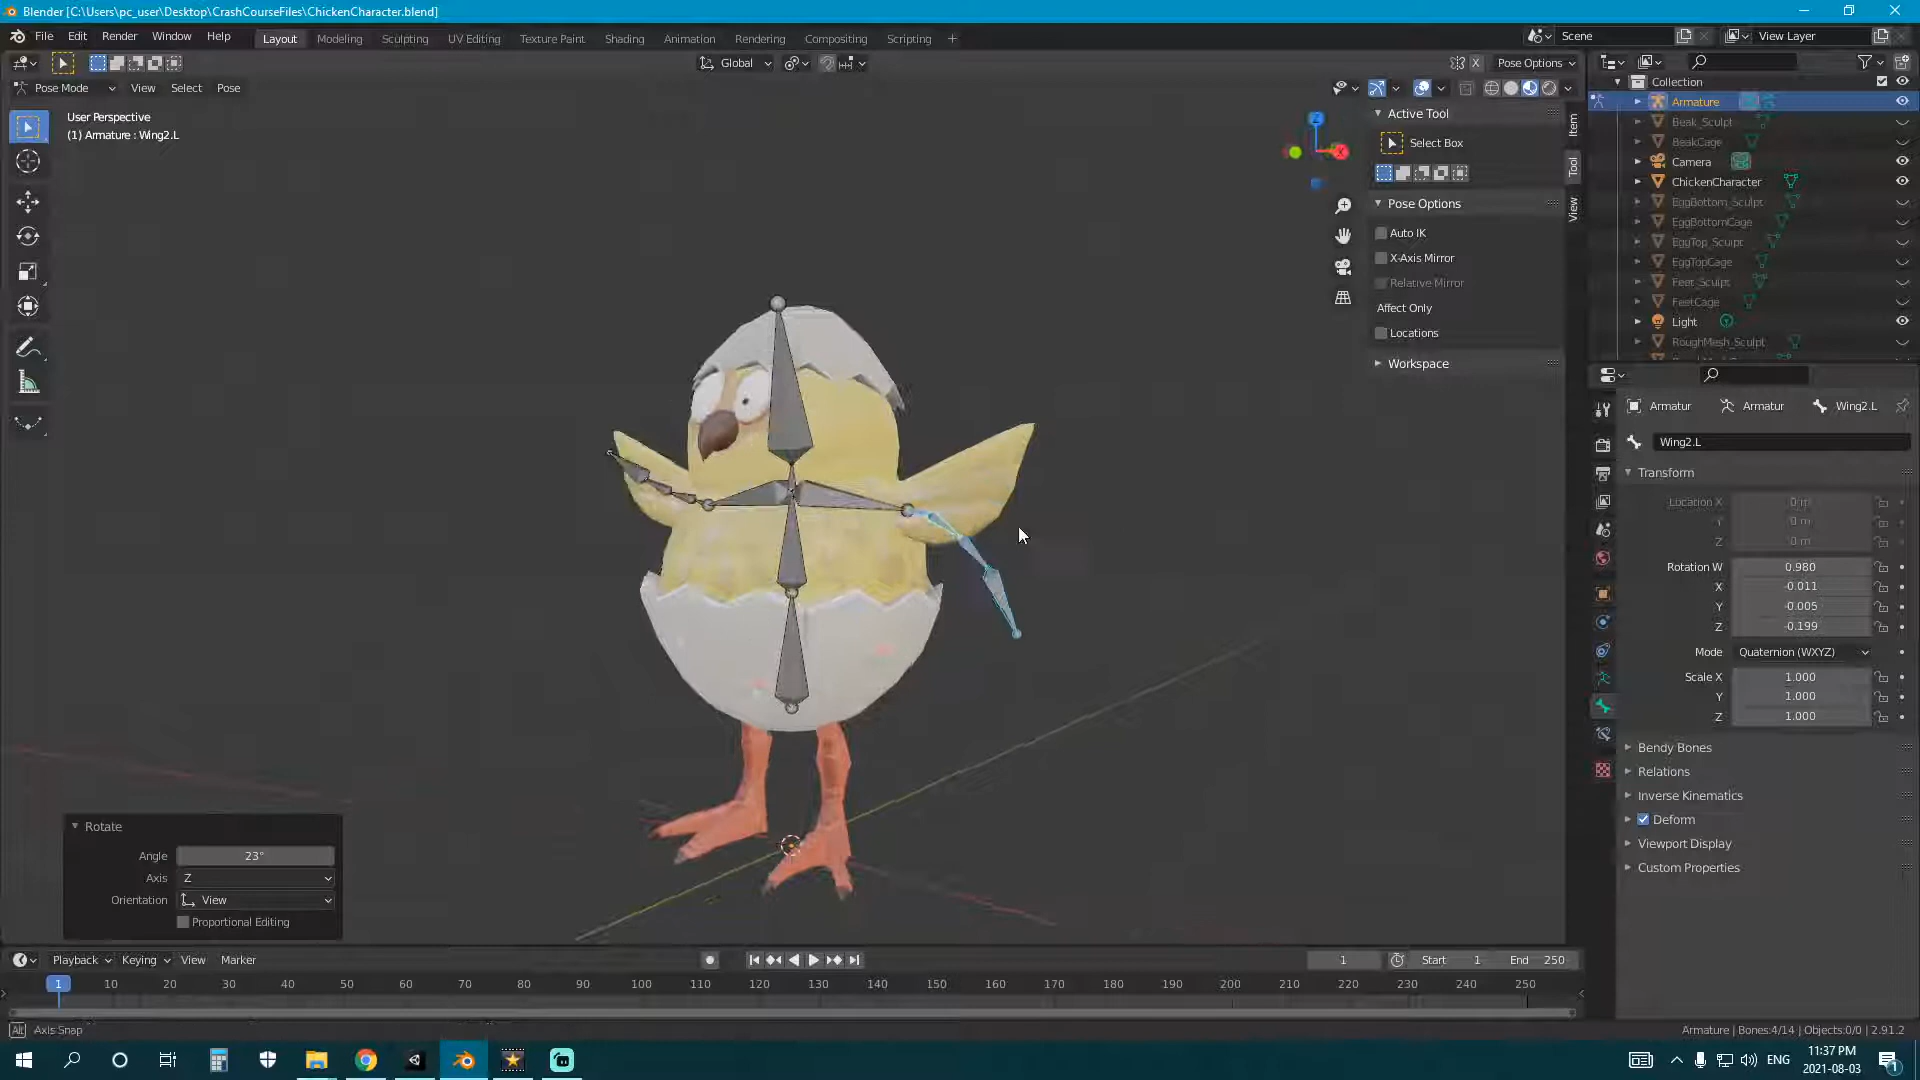 Blender [C:\Users\pc_user\Desktop\CrashCourseFiles\ChickenCharacter.blend]
File Edit Render Window Help
Layout Modeling Sculpting UV Editing Texture Paint Shading Animation Rendering Compositing Scripting +
Scene
View Layer
Global
X
Pose Options
Pose Mode View Select Pose
User Perspective
(1) Armature : Wing2.L
Z
X
Active Tool
Select Box
Pose Options
Auto IK
X-Axis Mirror
Relative Mirror
Affect Only
Locations
Workspace
Item
Tool
View
Collection
Armature
Beak_Sculpt
BeakCage
Camera
ChickenCharacter
EggBottom_Sculpt
EggBottomCage
EggTop_Sculpt
EggTopCage
Feet_Sculpt
FeetCage
Light
RoughMesh_Sculpt
Armatur Armatur Wing2.L
Wing2.L
Transform
Location X 0 m
Y 0 m
Z 0 m
Rotation W 0.980
X -0.011
Y -0.005
Z -0.199
Mode Quaternion (WXYZ)
Scale X 1.000
Y 1.000
Z 1.000
Bendy Bones
Relations
Inverse Kinematics
Deform
Viewport Display
Custom Properties
Rotate
Angle 23°
Axis Z
Orientation View
Proportional Editing
Playback Keying View Marker
1 Start 1 End 250
1 10 20 30 40 50 60 70 80 90 100 110 120 130 140 150 160 170 180 190 200 210 220 230 240 250
Alt Axis Snap
Armature | Bones:4/14 | Objects:0/0 | 2.91.2
ENG
11:37 PM
2021-08-03
1